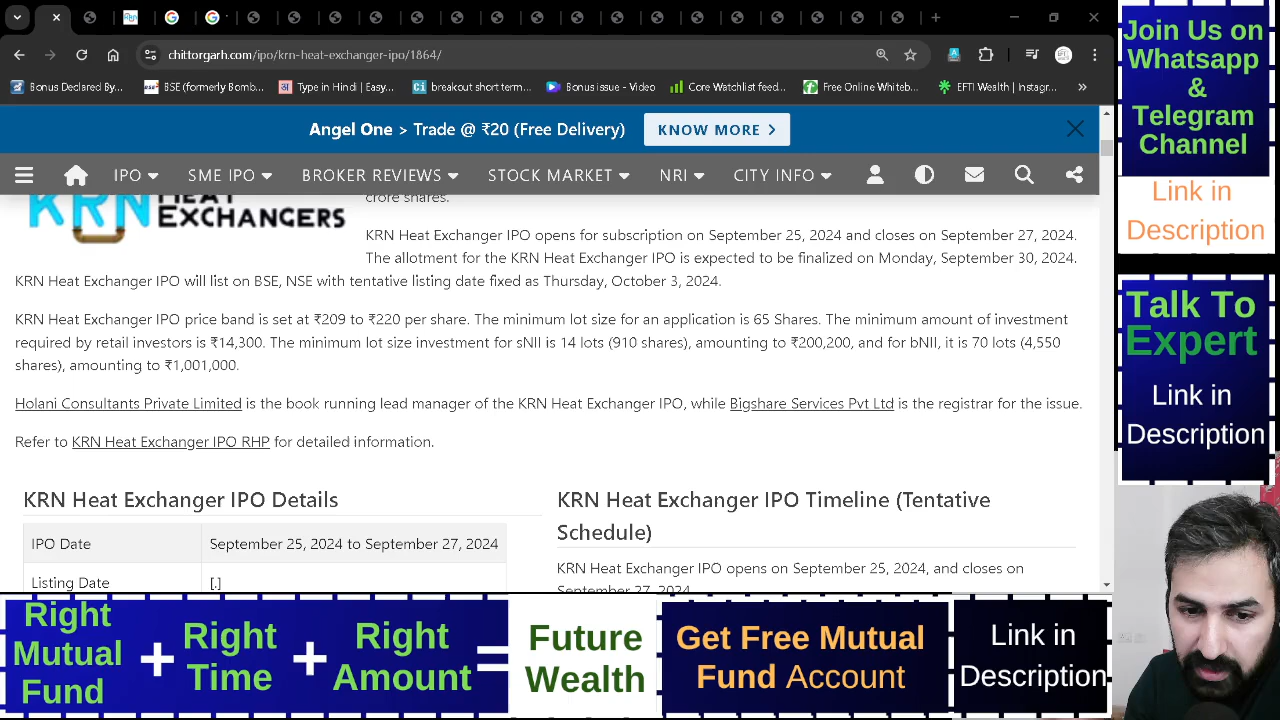 chittorgarh.com/ipo/krn-heat-exchanger-ipo/1864/
Bonus Declared By...
BSE (formerly Bomb...
Type in Hindi | Easy...
breakout short term...
Bonus issue - Video
Core Watchlist feed...
Free Online Whiteb...
EFTI Wealth | Instagr...
Angel One > Trade @ ₹20 (Free Delivery)
KNOW MORE
IPO
SME IPO
BROKER REVIEWS
STOCK MARKET
NRI
CITY INFO
KRN HEAT
EXCHANGERS
crore shares.
KRN Heat Exchanger IPO opens for subscription on September 25, 2024 and closes on September 27, 2024.
The allotment for the KRN Heat Exchanger IPO is expected to be finalized on Monday, September 30, 2024.
KRN Heat Exchanger IPO will list on BSE, NSE with tentative listing date fixed as Thursday, October 3, 2024.
KRN Heat Exchanger IPO price band is set at ₹209 to ₹220 per share. The minimum lot size for an application is 65 Shares. The minimum amount of investment
required by retail investors is ₹14,300. The minimum lot size investment for sNII is 14 lots (910 shares), amounting to ₹200,200, and for bNII, it is 70 lots (4,550
shares), amounting to ₹1,001,000.
Holani Consultants Private Limited is the book running lead manager of the KRN Heat Exchanger IPO, while Bigshare Services Pvt Ltd is the registrar for the issue.
Refer to KRN Heat Exchanger IPO RHP for detailed information.
KRN Heat Exchanger IPO Details
IPO Date September 25, 2024 to September 27, 2024
Listing Date [.]
KRN Heat Exchanger IPO Timeline (Tentative
Schedule)
KRN Heat Exchanger IPO opens on September 25, 2024, and closes on
September 27, 2024.
Join Us on
Whatsapp
&
Telegram
Channel
Link in
Description
Talk To
Expert
Link in
Description
Right
Mutual
Fund
+
Right
Time
+
Right
Amount
=
Future
Wealth
Get Free Mutual
Fund Account
Link in
Description